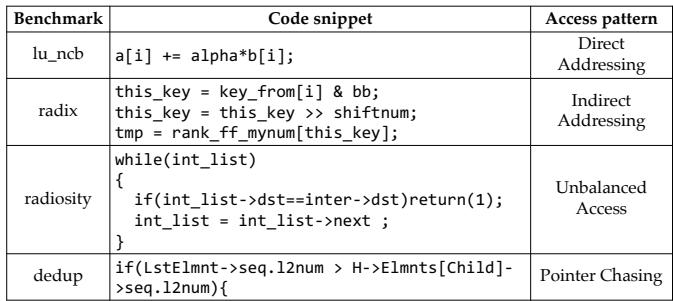 Benchmark Code snippet Access pattern
lu_ncb a[i] += alpha*b[i]; Direct
Addressing
radix this_key = key_from[i] & bb;
this_key = this_key >> shiftnum;
tmp = rank_ff_mynum[this_key];
Indirect
Addressing
radiosity while(int_list)
{
if(int_list->dst==inter->dst)return(1);
int_list = int_list->next ;
}
Unbalanced
Access
dedup if(LstElmnt->seq.l2num > H->Elmnts[Child]-
>seq.l2num){
Pointer Chasing